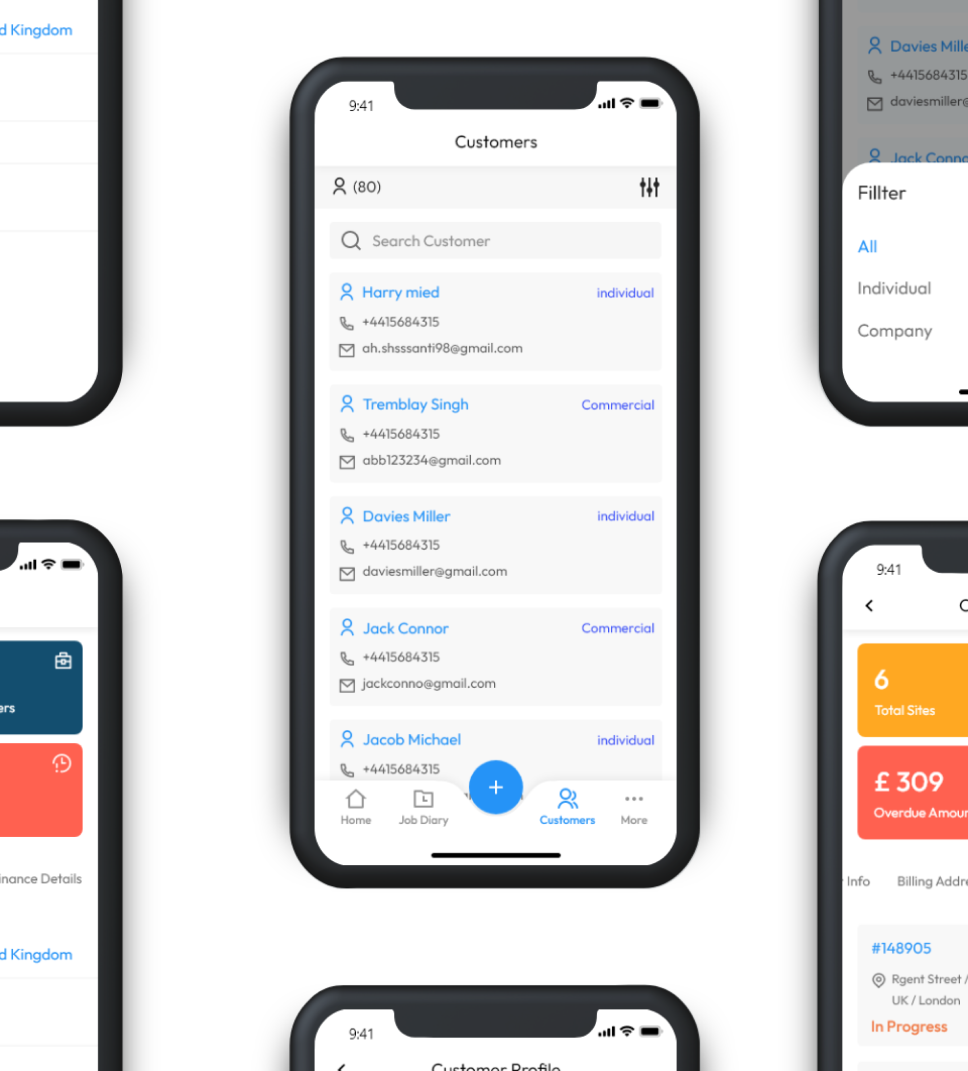 d Kingdom
9:41
Customers
(80)
Search Customer
Harry mied
individual
+4415684315
ah.shsssanti98@gmail.com
Tremblay Singh
Commercial
+4415684315
abb123234@gmail.com
Davies Miller
individual
+4415684315
daviesmiller@gmail.com
Jack Connor
Commercial
+4415684315
jackconno@gmail.com
Jacob Michael
individual
+4415684315
+
Home
Job Diary
Customers
More
Davies Mille
+4415684315
daviesmiller@
Jack Conno
Fillter
All
Individual
Company
ers
inance Details
d Kingdom
9:41
6
Total Sites
£ 309
Overdue Amour
Info
Billing Addre
#148905
Rgent Street /
UK / London
In Progress
9:41
Customer Profile